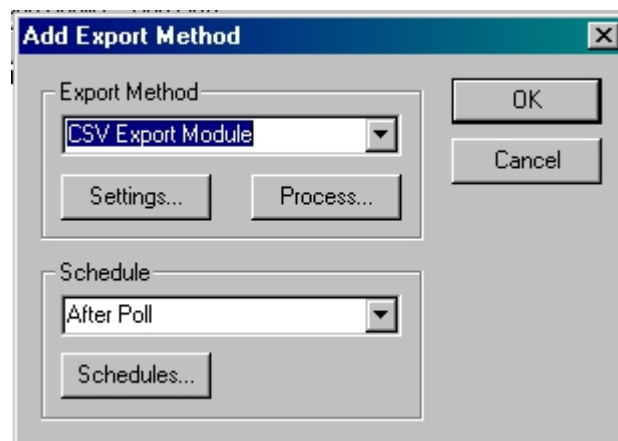 Add Export Method
Export Method
CSV Export Module
Settings...
Process...
Schedule
After Poll
Schedules...
OK
Cancel